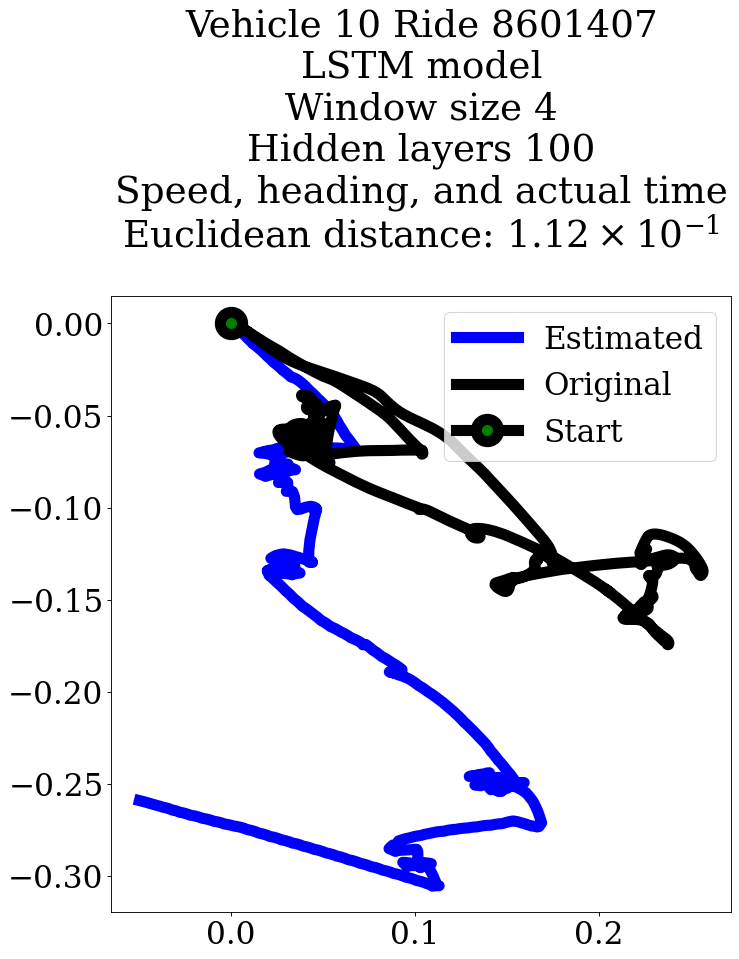 Vehicle 10 Ride 8601407
LSTM model
Window size 4
Hidden layers 100
Speed, heading, and actual time
Euclidean distance: 1.12 × 10⁻¹
Estimated
Original
Start
0.00
−0.05
−0.10
−0.15
−0.20
−0.25
−0.30
0.0
0.1
0.2